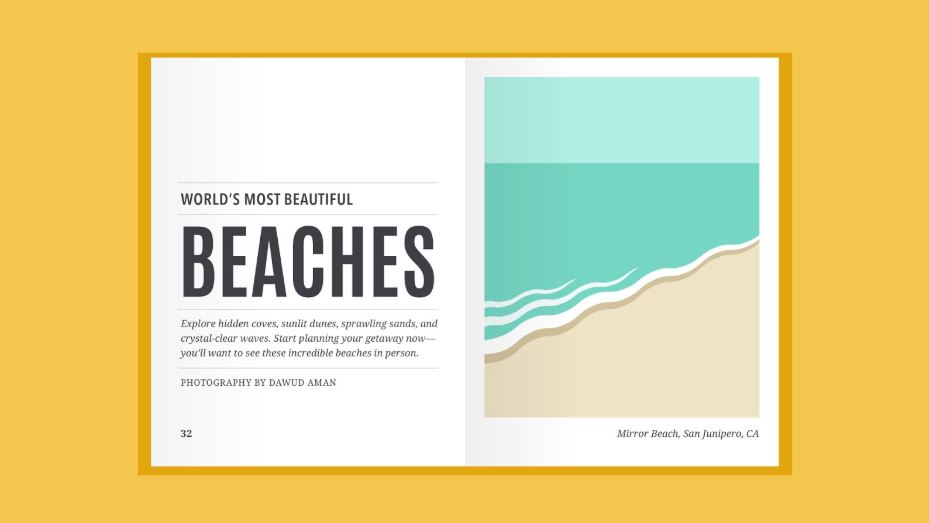 WORLD'S MOST BEAUTIFUL
BEACHES
Explore hidden coves, sunlit dunes, sprawling sands, and
crystal-clear waves. Start planning your getaway now—
you'll want to see these incredible beaches in person.
PHOTOGRAPHY BY DAWUD AMAN
32
Mirror Beach, San Junipero, CA